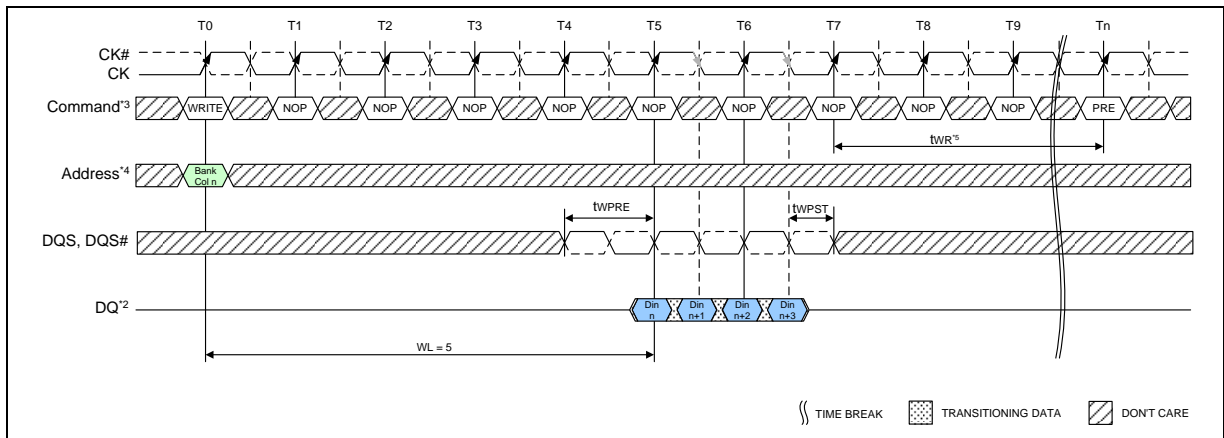 T0 T1 T2 T3 T4 T5 T6 T7 T8 T9 Tn
CK#
CK
Command*3 WRITE NOP NOP NOP NOP NOP NOP NOP NOP NOP PRE
tWR*5
Address*4 Bank
Col n
tWPRE tWPST
DQS, DQS#
DQ*2 Din
n Din
n+1 Din
n+2 Din
n+3
WL = 5
TIME BREAK TRANSITIONING DATA DON'T CARE